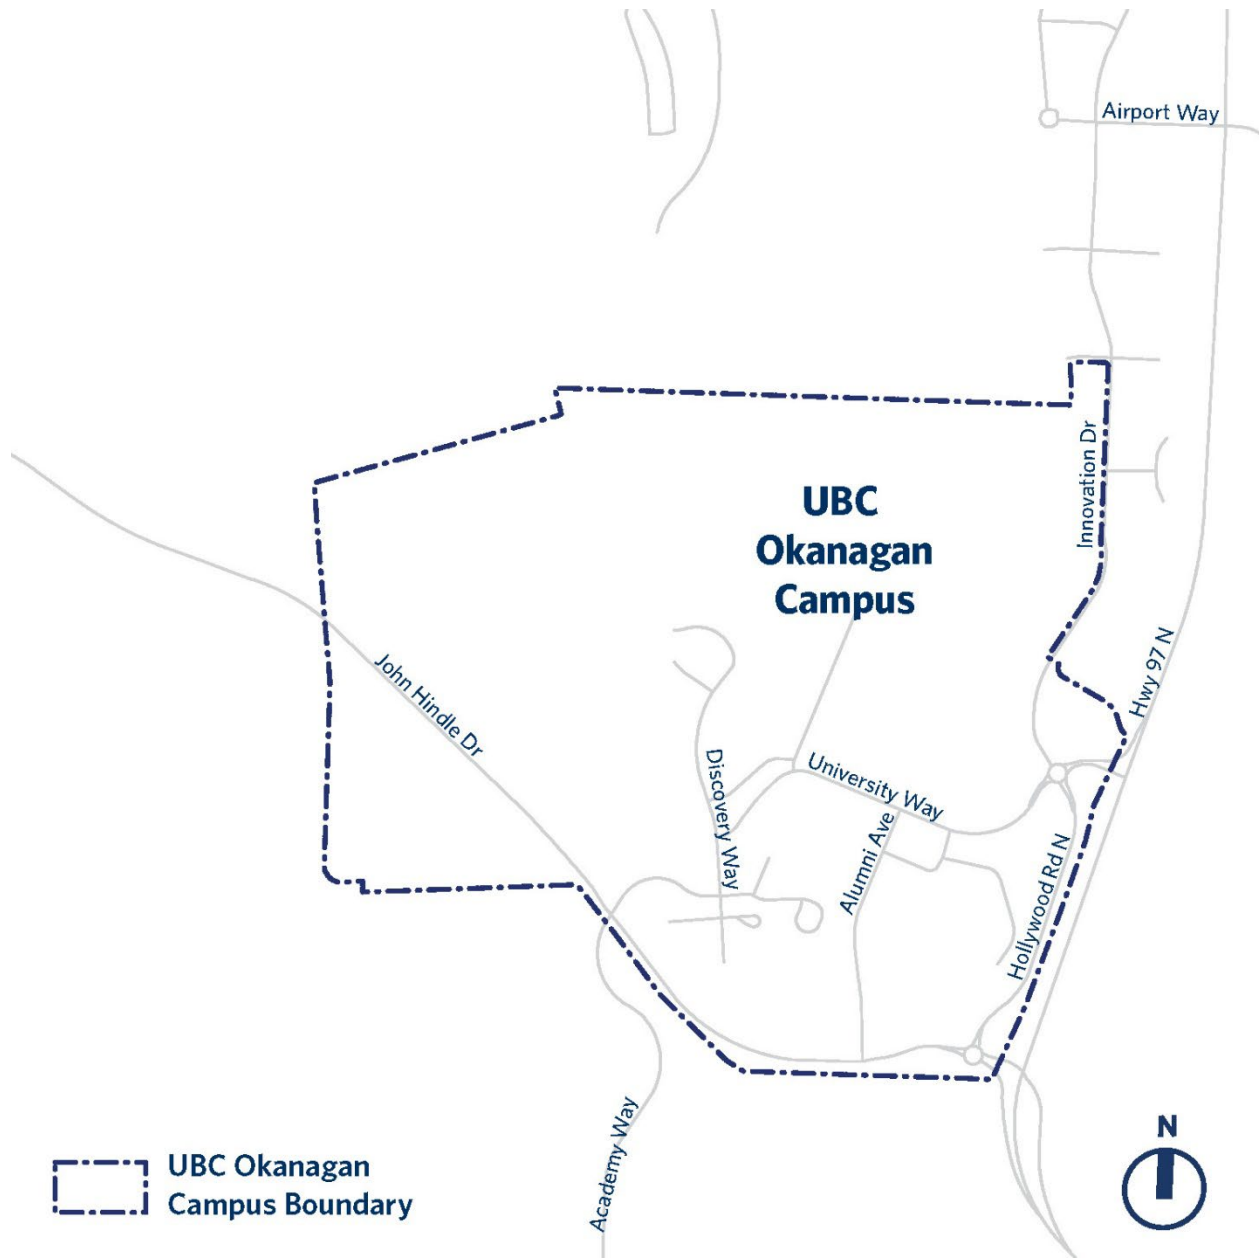 Airport Way
Innovation Dr
UBC
Okanagan
Campus
Hwy 97 N
John Hindle Dr
Discovery Way
University Way
Alumni Ave
Hollywood Rd N
Academy Way
N
UBC Okanagan
Campus Boundary